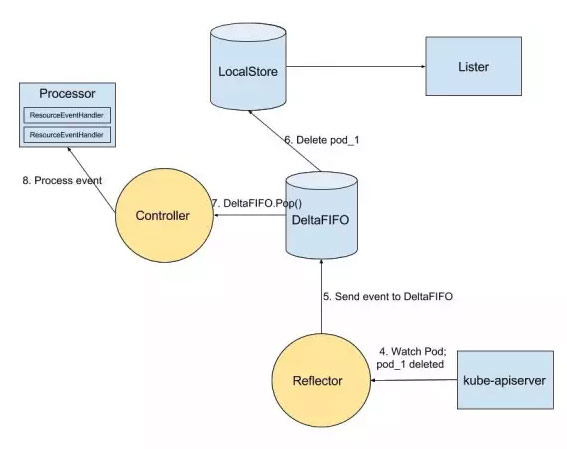 LocalStore
Lister
Processor
ResourceEventHandler
ResourceEventHandler
6. Delete pod_1
8. Process event
Controller
7. DeltaFIFO.Pop()
DeltaFIFO
5. Send event to DeltaFIFO
4. Watch Pod;
pod_1 deleted
Reflector
kube-apiserver